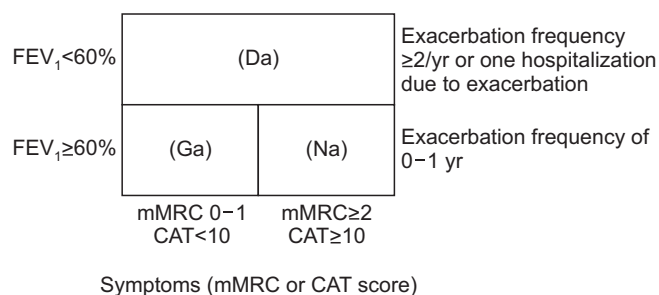 FEV₁<60%
(Da)
Exacerbation frequency
≥2/yr or one hospitalization
due to exacerbation
FEV₁≥60%
(Ga)
(Na)
Exacerbation frequency of
0−1 yr
mMRC 0−1
CAT<10
mMRC≥2
CAT≥10
Symptoms (mMRC or CAT score)